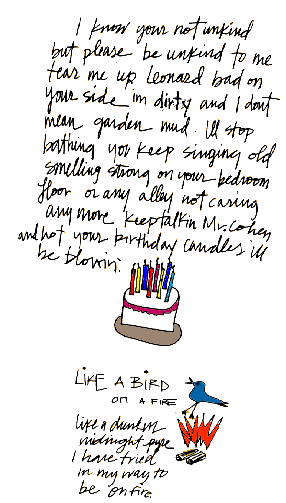 I know your not unkind
but please be unkind to me
tear me up Leonard bad on
your side im dirty and I dont
mean garden mud. Ill stop
bathing you keep singing old
smelling strong on your bedroom
floor or any alley not caring
any more keep talkin Mr. Cohen
and not your birthday candles ill
be blowin'.
LIKE A BIRD
ON A FIRE
like a drunken
midnight pyre
I have tried
in my way to
be on fire